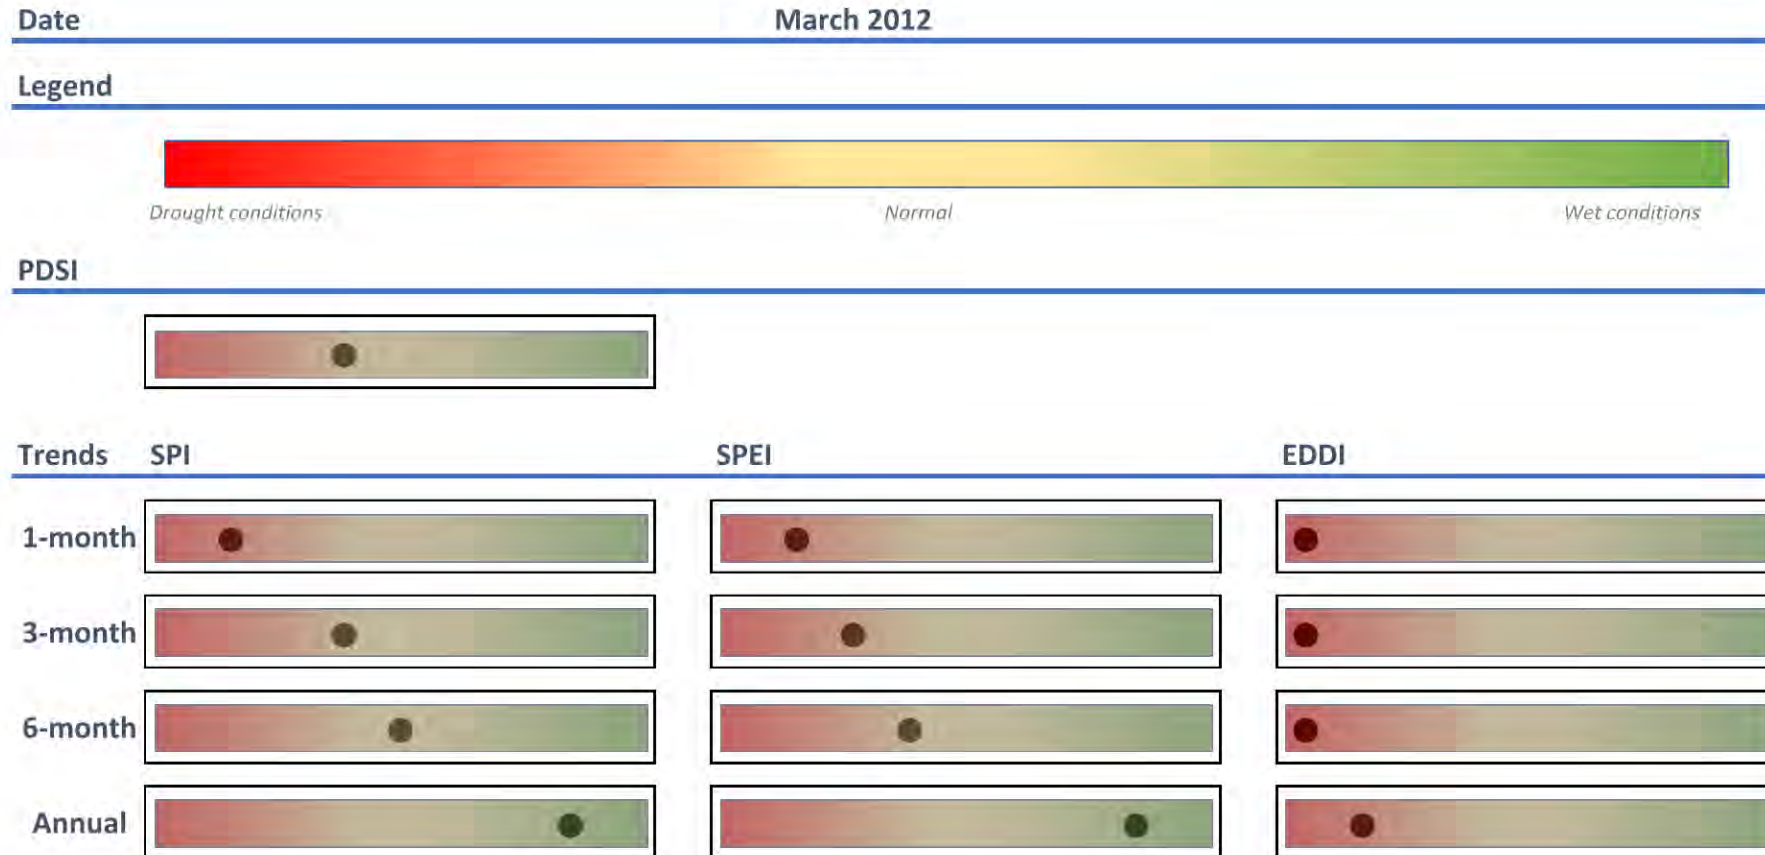 Date March 2012
Legend
Drought conditions Normal Wet conditions
PDSI
Trends SPI SPEI EDDI
1-month
3-month
6-month
Annual